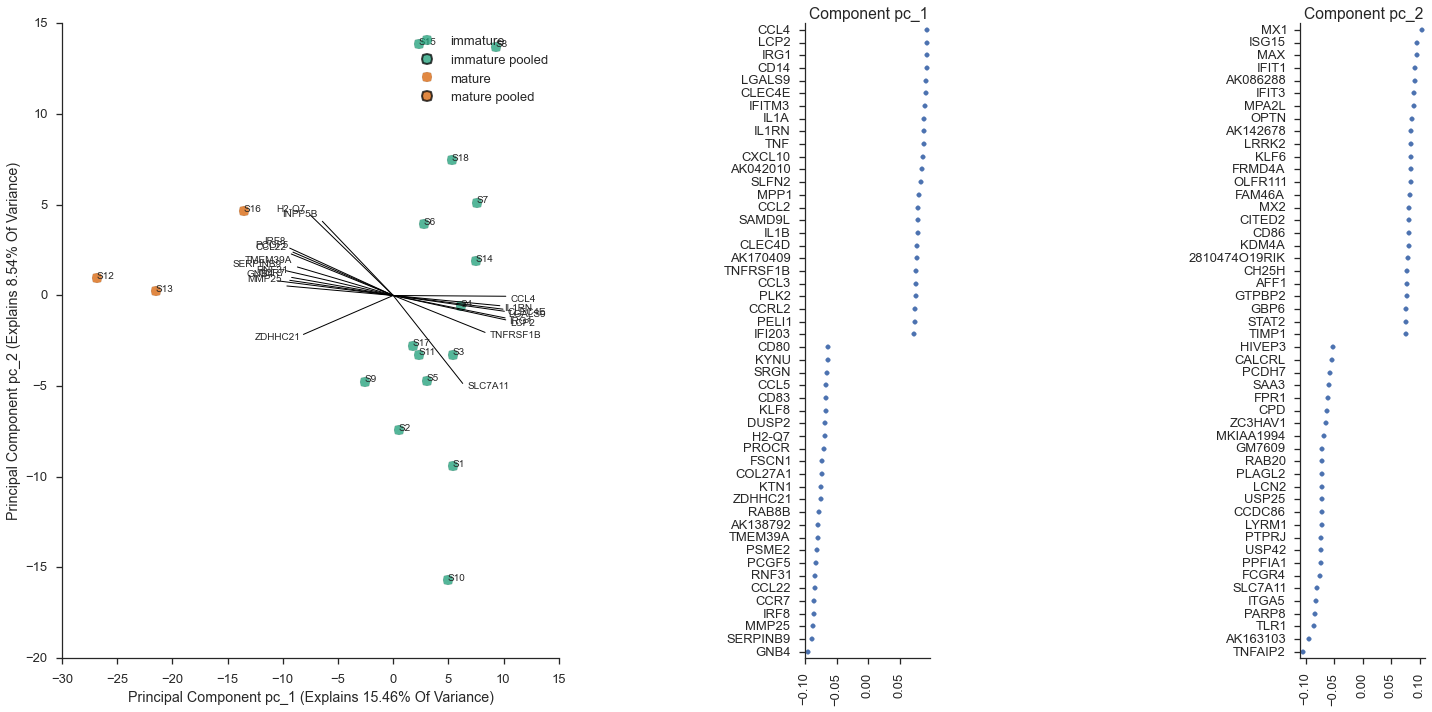 15
10
5
0
−5
−10
−15
−20
Principal Component pc_2 (Explains 8.54% Of Variance)
−30
−25
−20
−15
−10
−5
0
5
10
15
Principal Component pc_1 (Explains 15.46% Of Variance)
immature
immature pooled
mature
mature pooled
S15
S8
S18
S7
S6
S16
S14
S12
S13
S4
S17
S11
S3
S9
S5
S2
S1
S10
H2-Q7
INPP5B
IRF8
PCGF5
CCL22
TMEM39A
SERPINB9
MMP25
ZDHHC21
CCL4
IL1RN
CLEC4E
LGALS9
IRG1
LCP2
TNFRSF1B
SLC7A11
Component pc_1
CCL4
LCP2
IRG1
CD14
LGALS9
CLEC4E
IFITM3
IL1A
IL1RN
TNF
CXCL10
AK042010
SLFN2
MPP1
CCL2
SAMD9L
IL1B
CLEC4D
AK170409
TNFRSF1B
CCL3
PLK2
CCRL2
PELI1
IFI203
CD80
KYNU
SRGN
CCL5
CD83
KLF8
DUSP2
H2-Q7
PROCR
FSCN1
COL27A1
KTN1
ZDHHC21
RAB8B
AK138792
TMEM39A
PSME2
PCGF5
RNF31
CCL22
CCR7
IRF8
MMP25
SERPINB9
GNB4
−0.10
−0.05
0.00
0.05
Component pc_2
MX1
ISG15
MAX
IFIT1
AK086288
IFIT3
MPA2L
OPTN
AK142678
LRRK2
KLF6
FRMD4A
OLFR111
FAM46A
MX2
CITED2
CD86
KDM4A
2810474O19RIK
CH25H
AFF1
GTPBP2
GBP6
STAT2
TIMP1
HIVEP3
CALCRL
PCDH7
SAA3
FPR1
CPD
ZC3HAV1
MKIAA1994
GM7609
RAB20
PLAGL2
LCN2
USP25
CCDC86
LYRM1
PTPRJ
USP42
PPFIA1
FCGR4
SLC7A11
ITGA5
PARP8
TLR1
AK163103
TNFAIP2
−0.10
−0.05
0.00
0.05
0.10